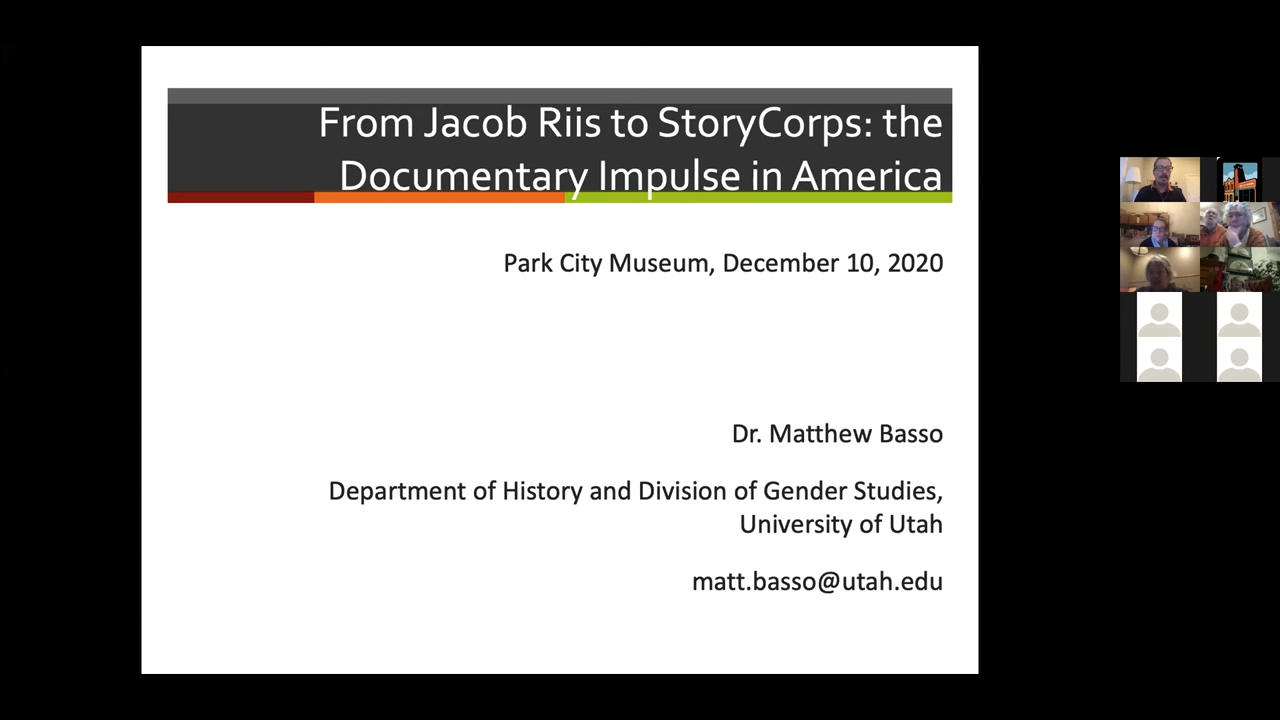 From Jacob Riis to StoryCorps: the
Documentary Impulse in America
Park City Museum, December 10, 2020
Dr. Matthew Basso
Department of History and Division of Gender Studies,
University of Utah
matt.basso@utah.edu